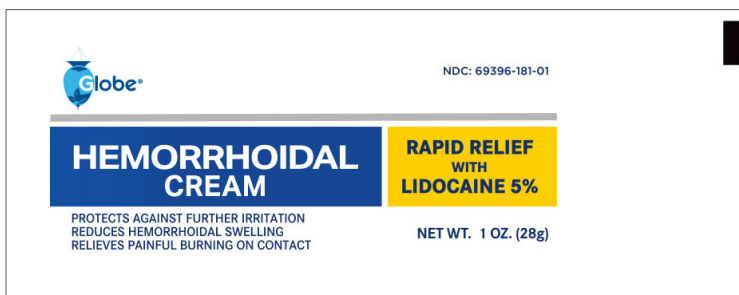 Globe®
NDC: 69396-181-01
HEMORRHOIDAL
CREAM
RAPID RELIEF
WITH
LIDOCAINE 5%
PROTECTS AGAINST FURTHER IRRITATION
REDUCES HEMORRHOIDAL SWELLING
RELIEVES PAINFUL BURNING ON CONTACT
NET WT. 1 OZ. (28g)